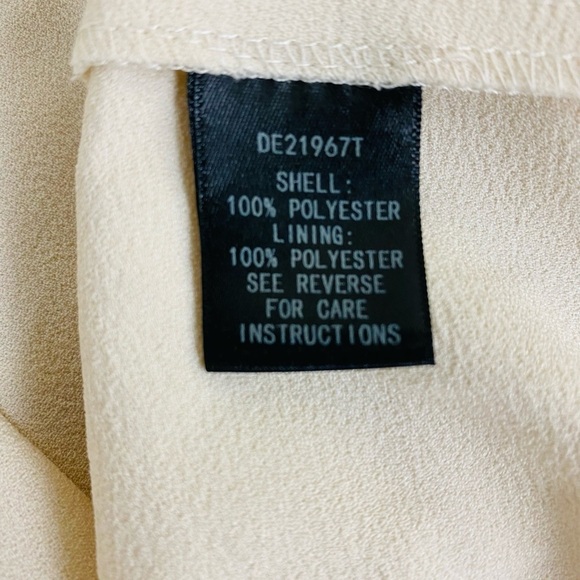 DE21967T
SHELL:
100% POLYESTER
LINING:
100% POLYESTER
SEE REVERSE
FOR CARE
INSTRUCTIONS